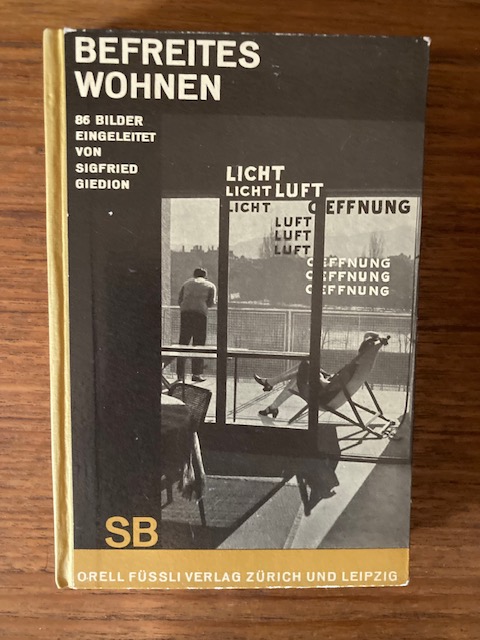 BEFREITES
WOHNEN
86 BILDER
EINGELEITET
VON
SIGFRIED
GIEDION
LICHT
LICHT LUFT
LICHT OEFFNUNG
LUFT
LUFT
LUFT
OEFFNUNG
OEFFNUNG
OEFFNUNG
SB
ORELL FÜSSLI VERLAG ZÜRICH UND LEIPZIG